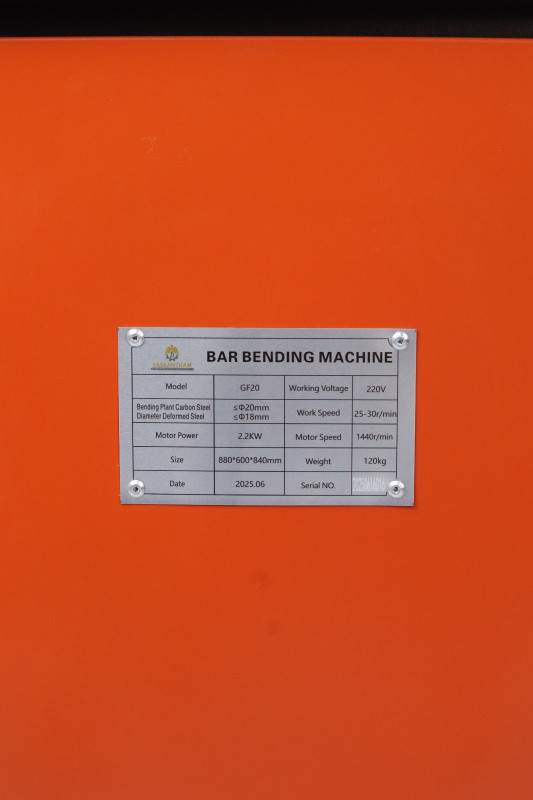 BAR BENDING MACHINE
Model GF20 Working Voltage 220V
Bending Plant Carbon Steel ≤Φ20mm
Diameter Deformed Steel ≤Φ18mm
Work Speed 25-30r/min
Motor Power 2.2KW Motor Speed 1440r/min
Size 880*600*840mm Weight 120kg
Date 2025.06 Serial NO.